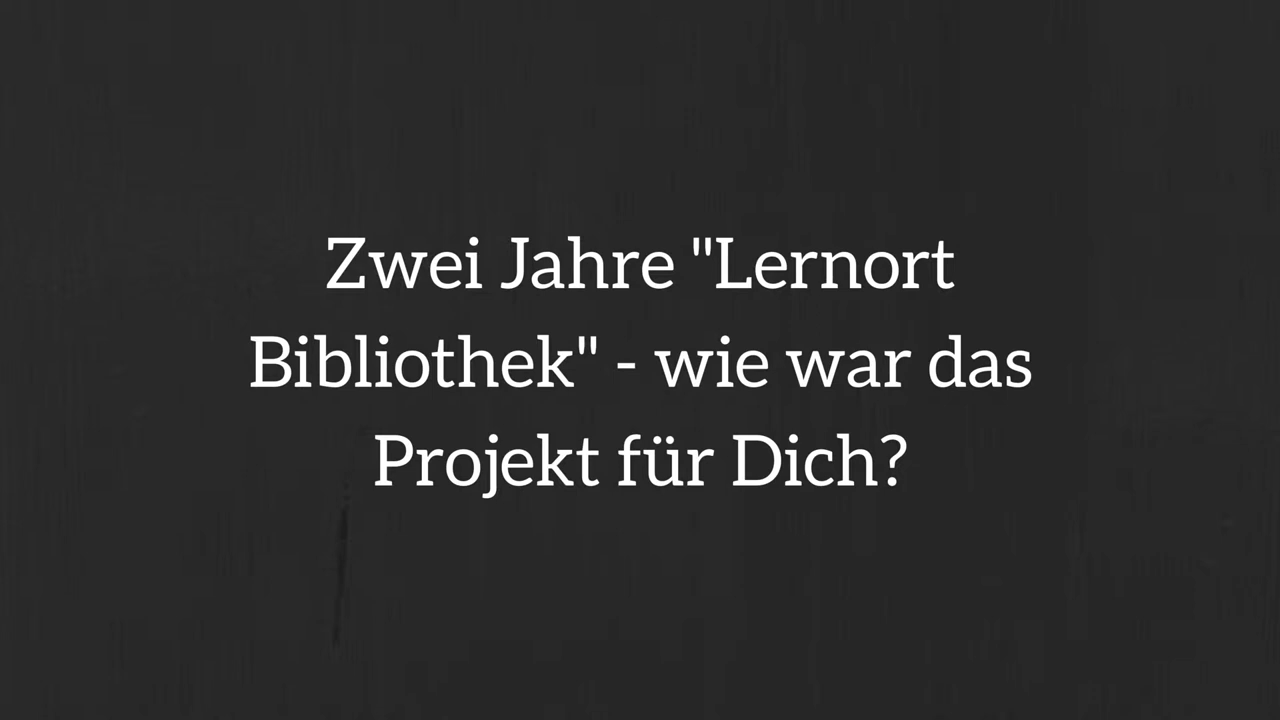 Zwei Jahre "Lernort
Bibliothek" - wie war das
Projekt für Dich?